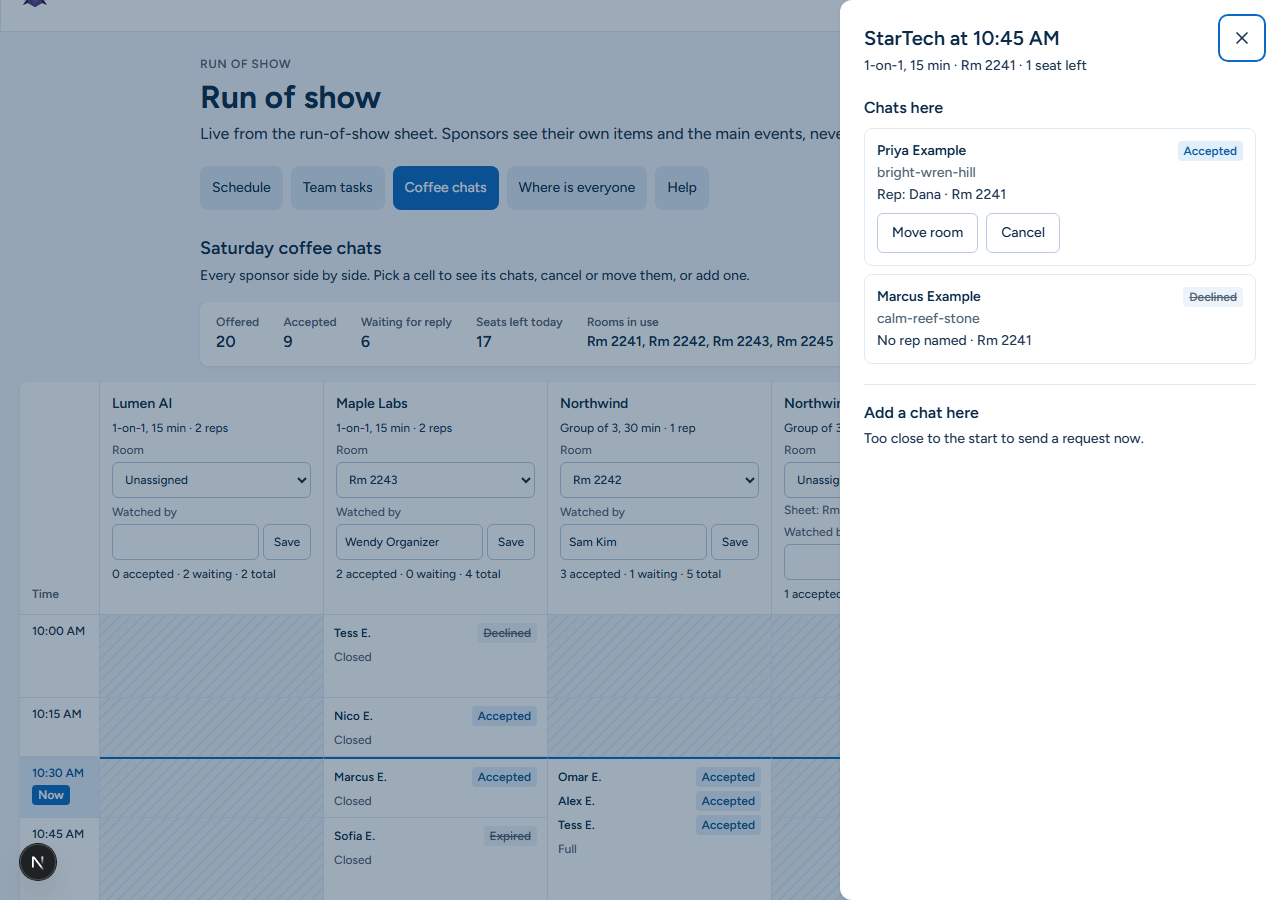 RUN OF SHOW
Run of show
Live from the run-of-show sheet. Sponsors see their own items and the main events,
Schedule
Team tasks
Coffee chats
Where is everyone
Help
Saturday coffee chats
Every sponsor side by side. Pick a cell to see its chats, cancel or move them, or add one.
Offered Accepted Waiting for reply Seats left today Rooms in use
20 9 6 17 Rm 2241, Rm 2242, Rm 2243, Rm 2245
Time
Lumen AI
1-on-1, 15 min · 2 reps
Room
Unassigned
Watched by
Save
0 accepted · 2 waiting · 2 total
Maple Labs
1-on-1, 15 min · 2 reps
Room
Rm 2243
Watched by
Wendy Organizer Save
2 accepted · 0 waiting · 4 total
Northwind
Group of 3, 30 min · 1 rep
Room
Rm 2242
Watched by
Sam Kim Save
3 accepted · 1 waiting · 5 total
Group of 3
Room
Sheet: Rm
Watched
1 accepted
10:00 AM
Tess E. Declined
Closed
10:15 AM
Nico E. Accepted
Closed
10:30 AM
Now
Marcus E. Accepted
Closed
Omar E. Accepted
Alex E. Accepted
Tess E. Accepted
Full
10:45 AM
Sofia E. Expired
Closed
N
StarTech at 10:45 AM
1-on-1, 15 min · Rm 2241 · 1 seat left
Chats here
Priya Example Accepted
bright-wren-hill
Rep: Dana · Rm 2241
Move room
Cancel
Marcus Example Declined
calm-reef-stone
No rep named · Rm 2241
Add a chat here
Too close to the start to send a request now.